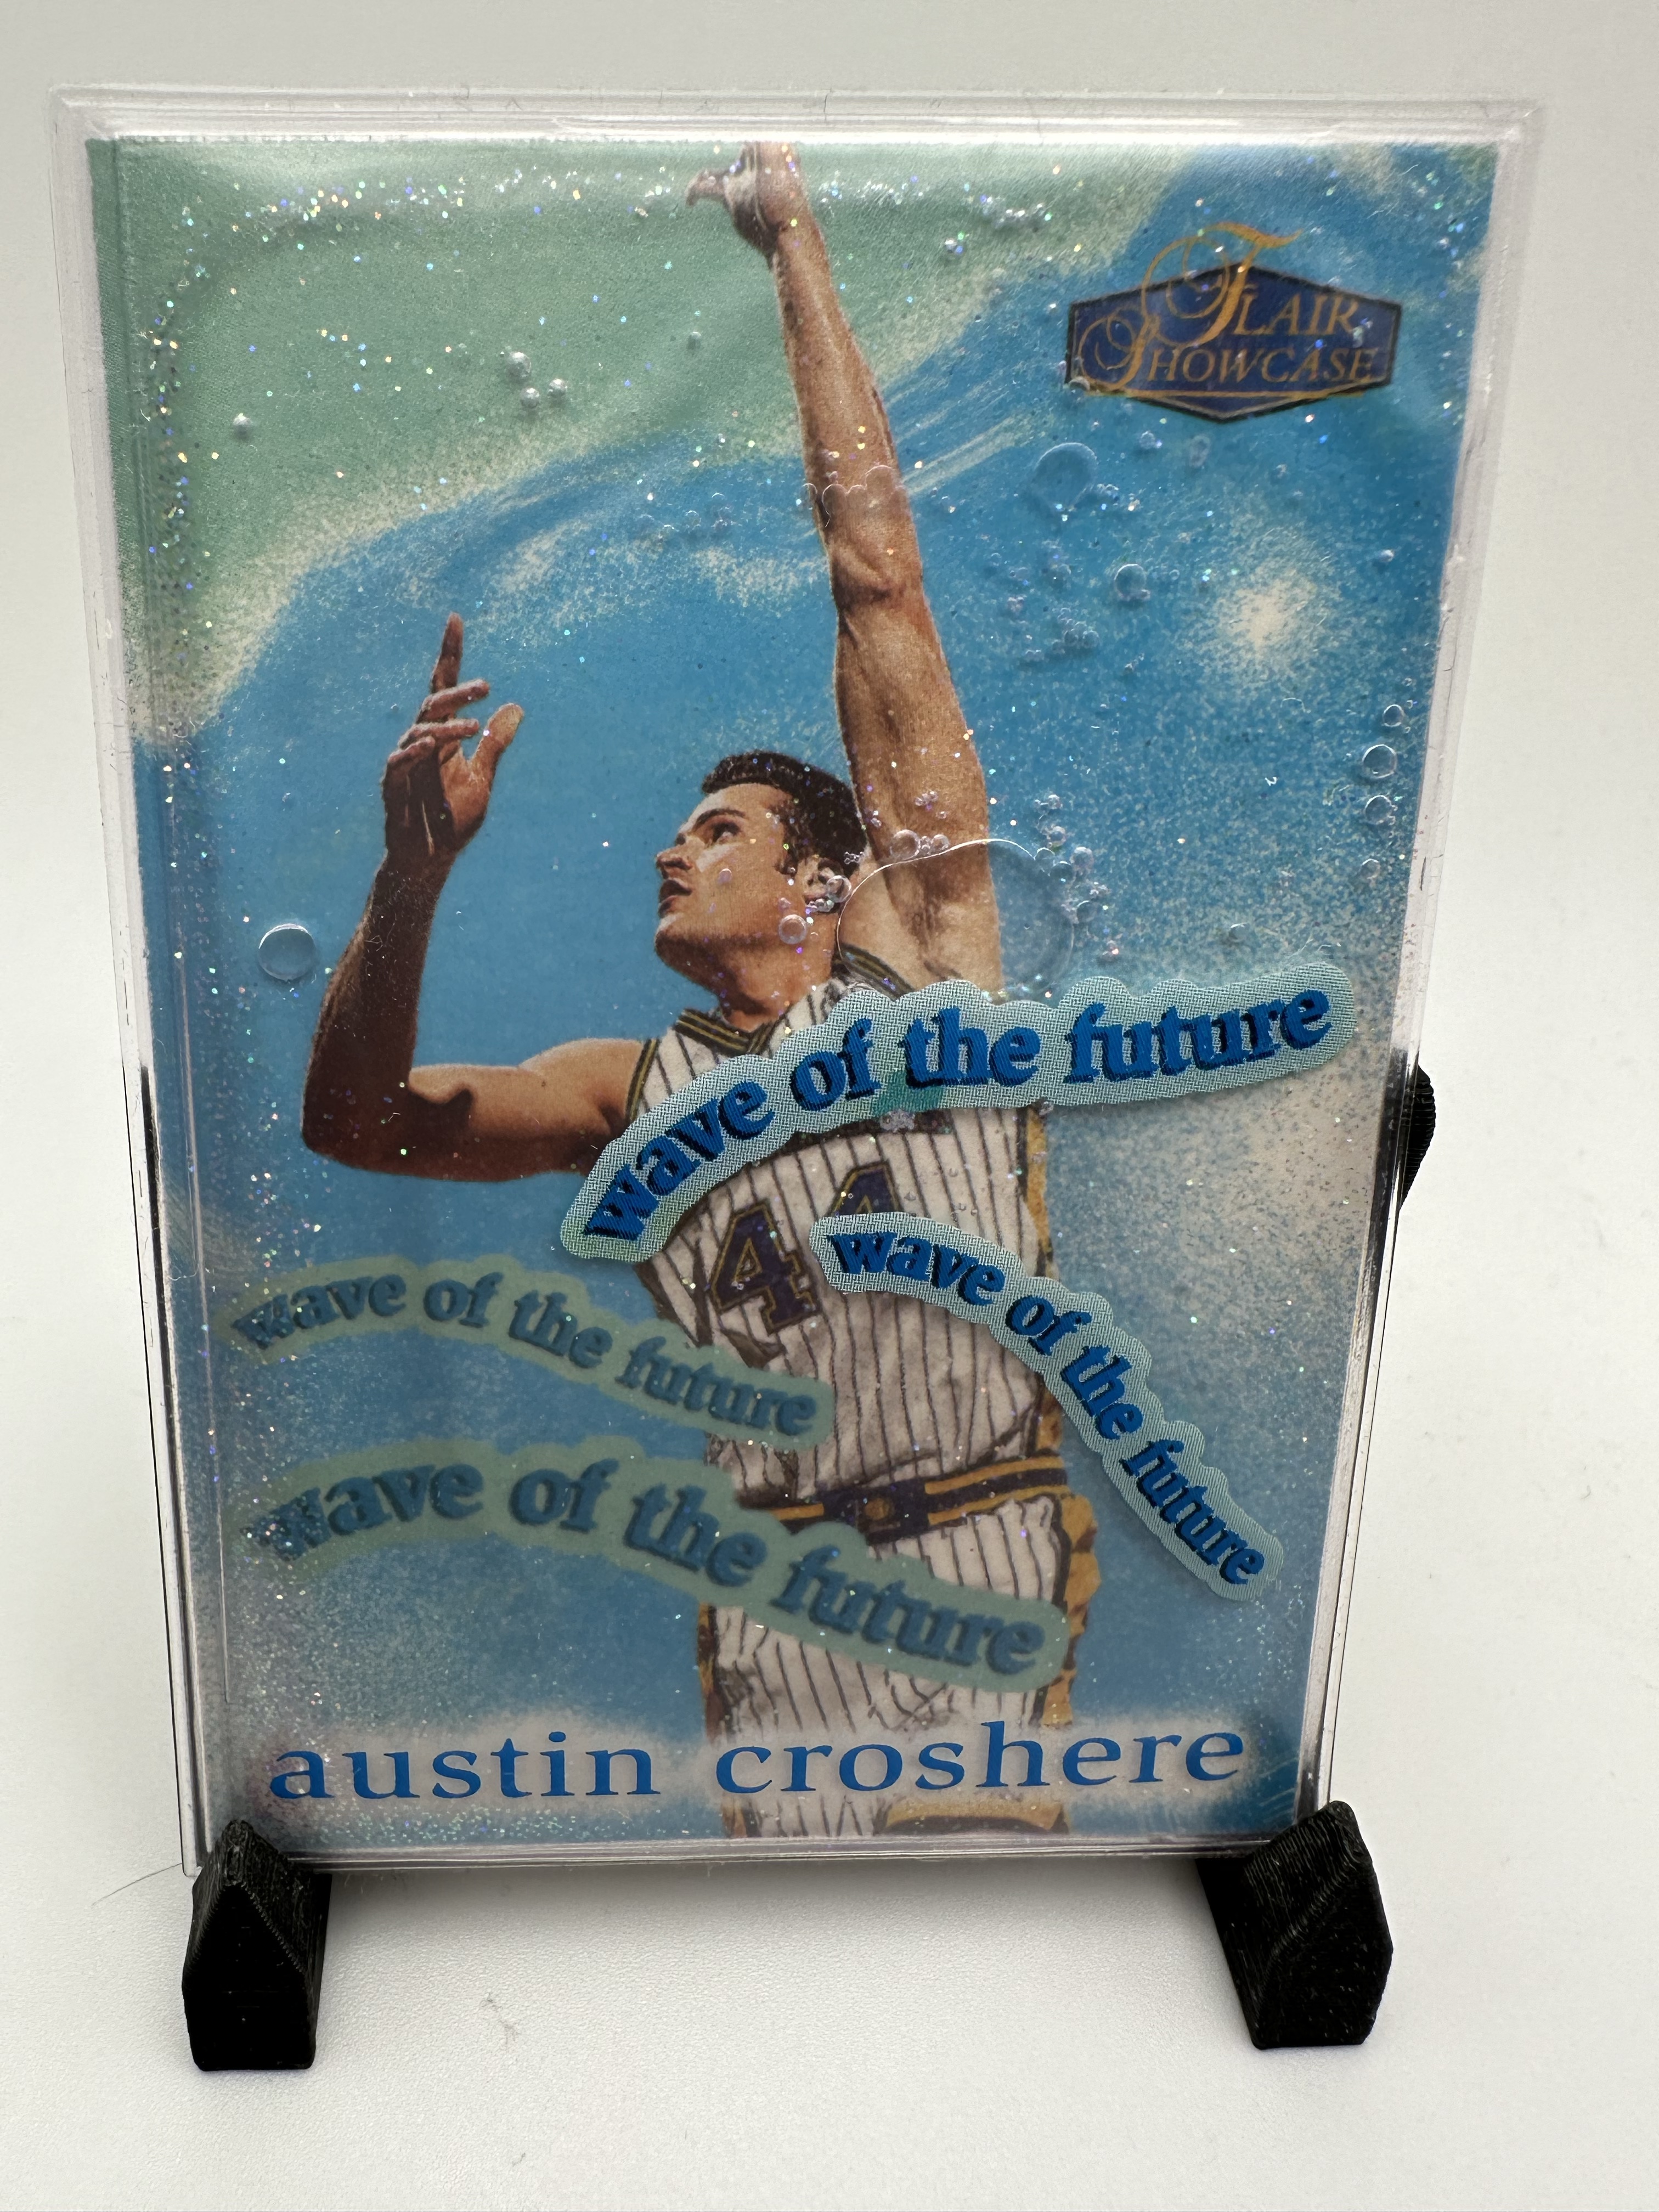 Flair
Showcase
wave of the future
44
wave of the future
wave of the future
wave of the future
austin croshere